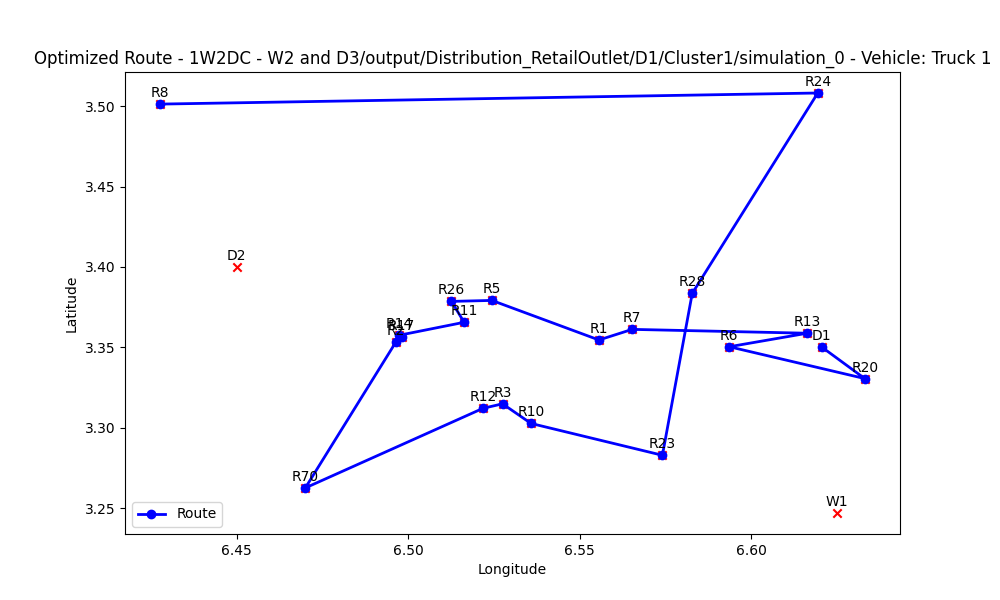 Optimized Route - 1W2DC - W2 and D3/output/Distribution_RetailOutlet/D1/Cluster1/simulation_0 - Vehicle: Truck 1
R8
R24
3.50
3.45
D2
3.40
R28
R26
R5
R11
R14
R17
R1
R7
R13
R6
D1
3.35
R20
Latitude
R12
R3
R10
3.30
R23
R70
W1
3.25
Route
6.45
6.50
6.55
6.60
Longitude